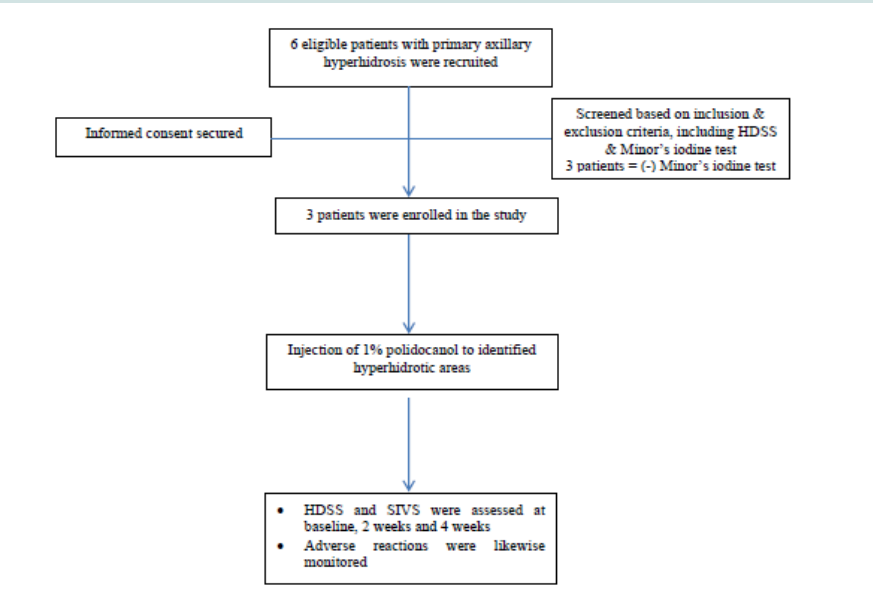 6 eligible patients with primary axillary
hyperhidrosis were recruited
Informed consent secured
Screened based on inclusion &
exclusion criteria, including HDSS
& Minor's iodine test
3 patients = (-) Minor's iodine test
3 patients were enrolled in the study
Injection of 1% polidocanol to identified
hyperhidrotic areas
• HDSS and SIVS were assessed at
baseline, 2 weeks and 4 weeks
• Adverse reactions were likewise
monitored